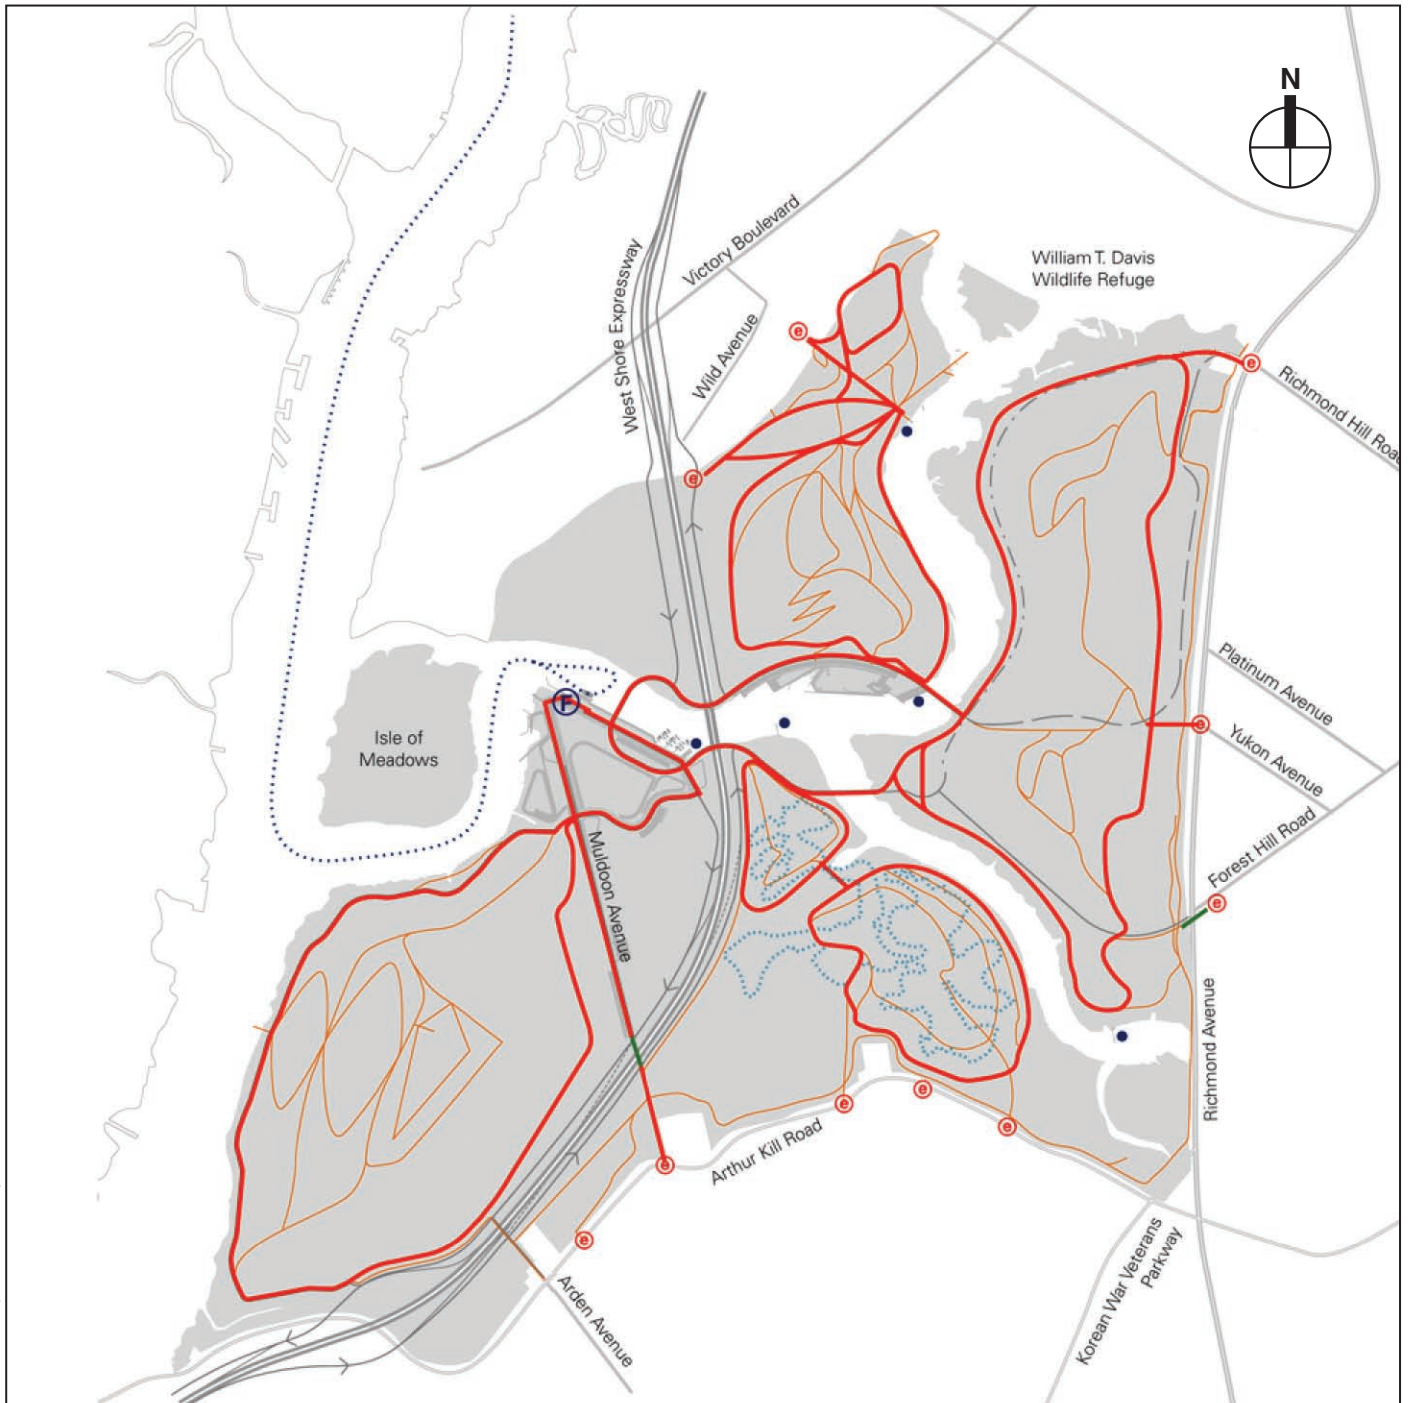 N
William T. Davis
Wildlife Refuge
Victory Boulevard
West Shore Expressway
Wild Avenue
e
e
Richmond Hill Road
e
Platinum Avenue
Isle of
Meadows
F
e
Yukon Avenue
Forest Hill Road
Muldoon Avenue
e
Richmond Avenue
e
e
e
Arthur Kill Road
e
e
Korean War Veterans
Parkway
Arden Avenue